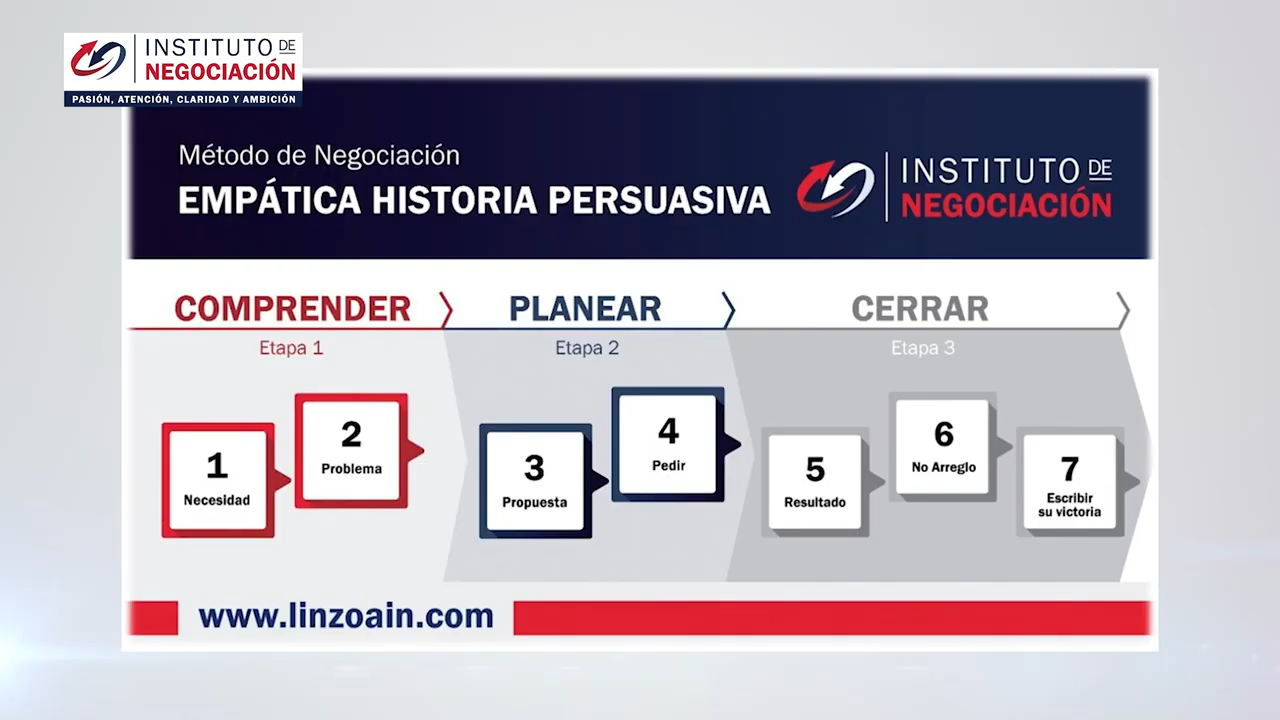 INSTITUTO DE
NEGOCIACIÓN
PASIÓN, ATENCIÓN, CLARIDAD Y AMBICIÓN
Método de Negociación
EMPÁTICA HISTORIA PERSUASIVA
INSTITUTO DE
NEGOCIACIÓN
COMPRENDER
PLANEAR
CERRAR
Etapa 1
Etapa 2
Etapa 3
1
Necesidad
2
Problema
3
Propuesta
4
Pedir
5
Resultado
6
No Arreglo
7
Escribir
su victoria
www.linzoain.com